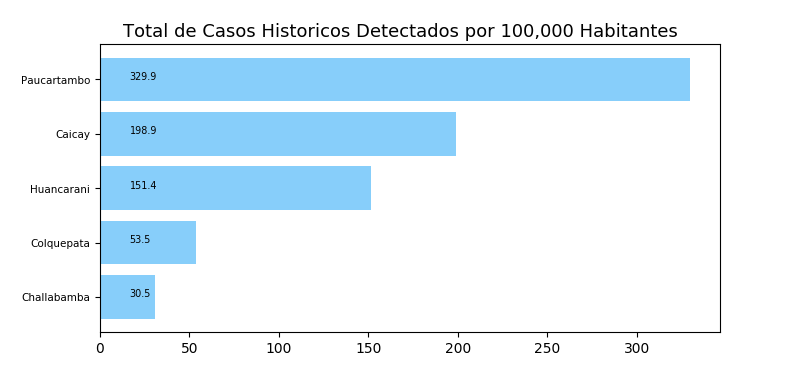 Total de Casos Historicos Detectados por 100,000 Habitantes
Paucartambo 329.9
Caicay 198.9
Huancarani 151.4
Colquepata 53.5
Challabamba 30.5
0 50 100 150 200 250 300